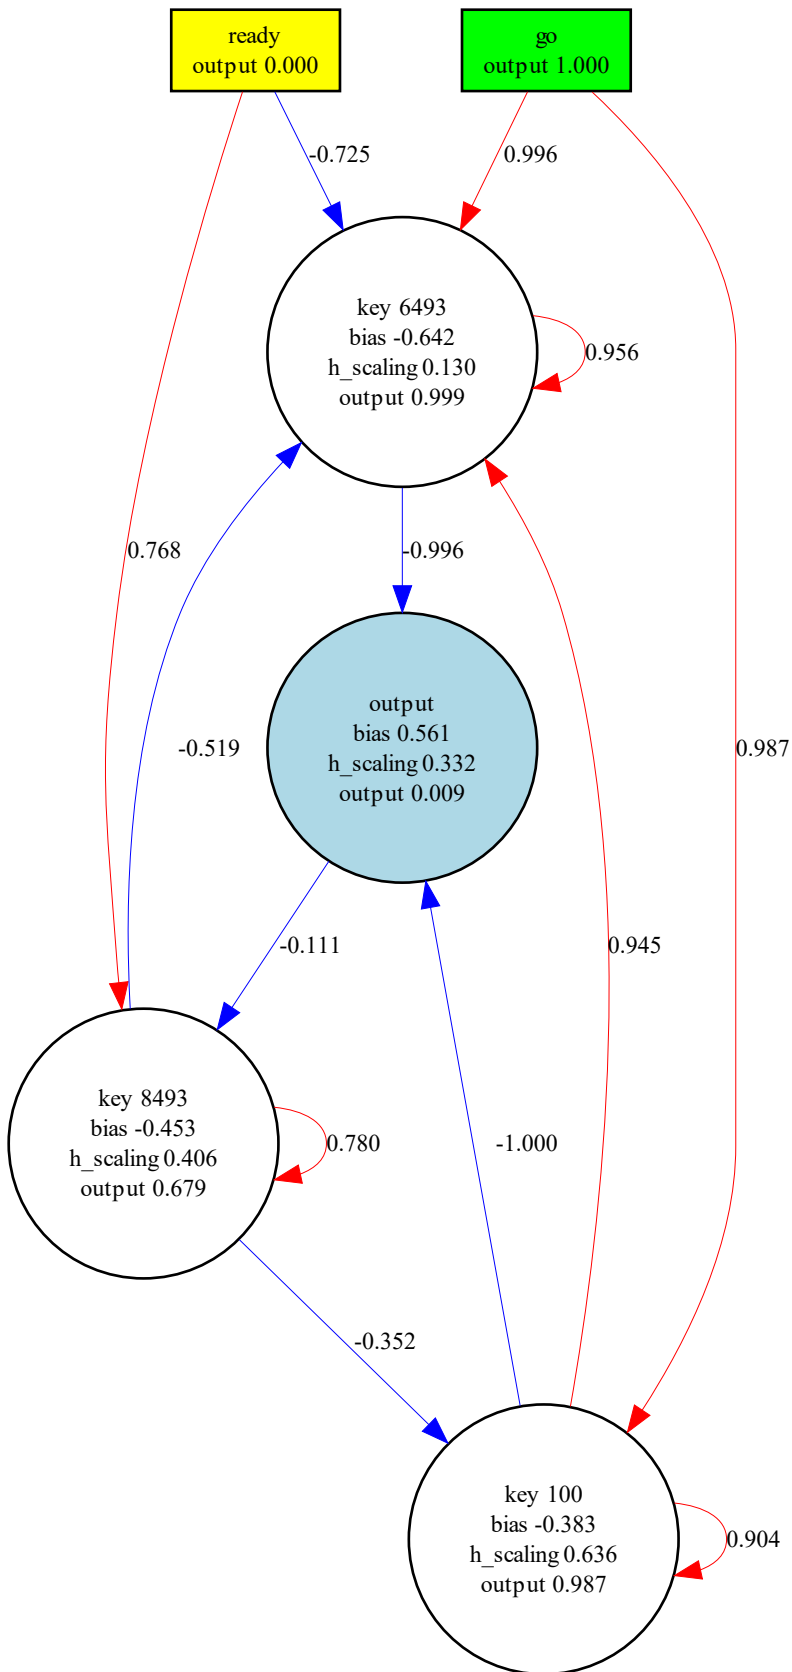 ready
output 0.000
go
output 1.000
-0.725
0.996
key 6493
bias -0.642
h_scaling 0.130
output 0.999
0.956
0.768
-0.996
output
bias 0.561
h_scaling 0.332
output 0.009
-0.519
0.987
-0.111
0.945
key 8493
bias -0.453
h_scaling 0.406
output 0.679
0.780
-1.000
-0.352
key 100
bias -0.383
h_scaling 0.636
output 0.987
0.904